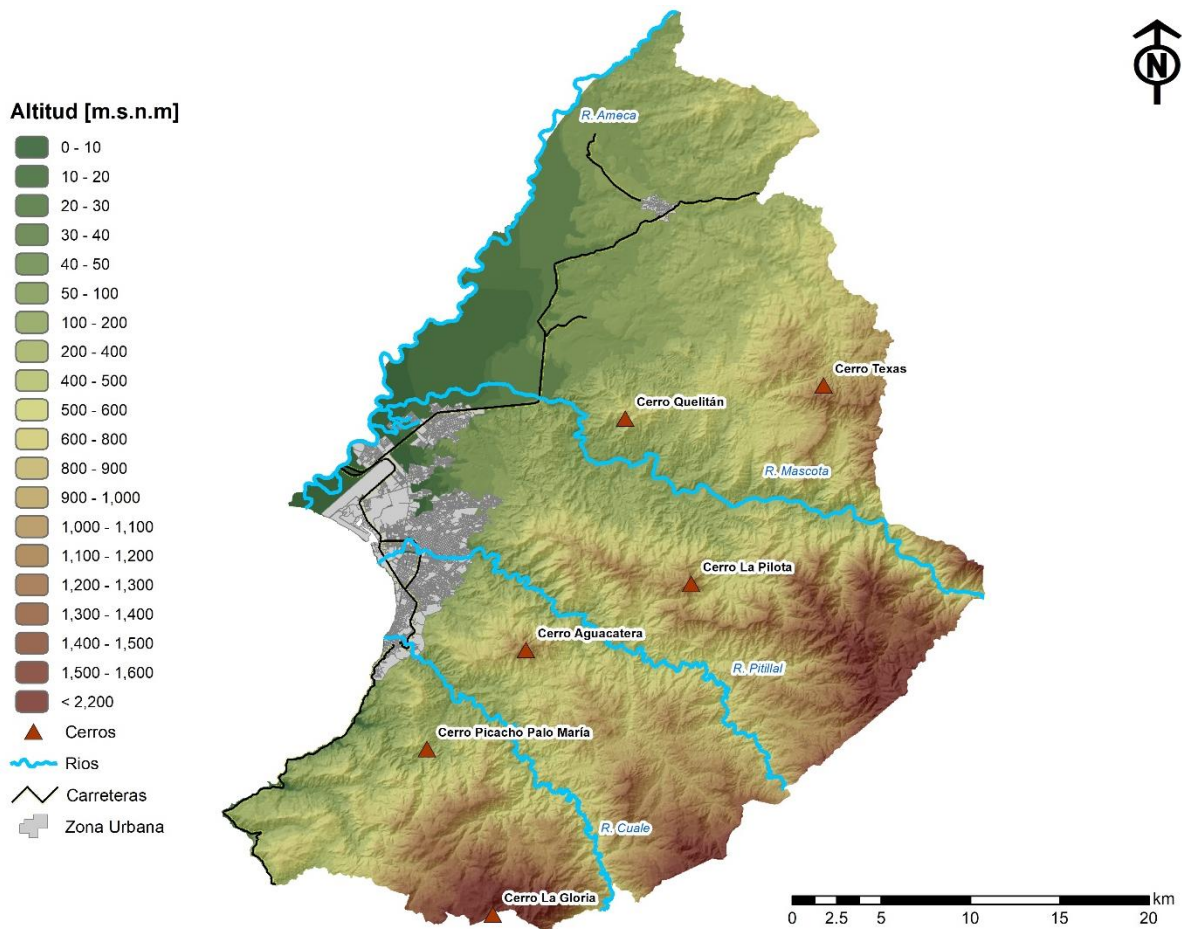 N
Altitud [m.s.n.m]
0 - 10
10 - 20
20 - 30
30 - 40
40 - 50
50 - 100
100 - 200
200 - 400
400 - 500
500 - 600
600 - 800
800 - 900
900 - 1,000
1,000 - 1,100
1,100 - 1,200
1,200 - 1,300
1,300 - 1,400
1,400 - 1,500
1,500 - 1,600
< 2,200
Cerros
Rios
Carreteras
Zona Urbana
R. Ameca
Cerro Texas
Cerro Quelitán
R. Mascota
Cerro La Pilota
Cerro Aguacatera
R. Pitillal
Cerro Picacho Palo María
R. Cuale
Cerro La Gloria
km
0 2.5 5 10 15 20